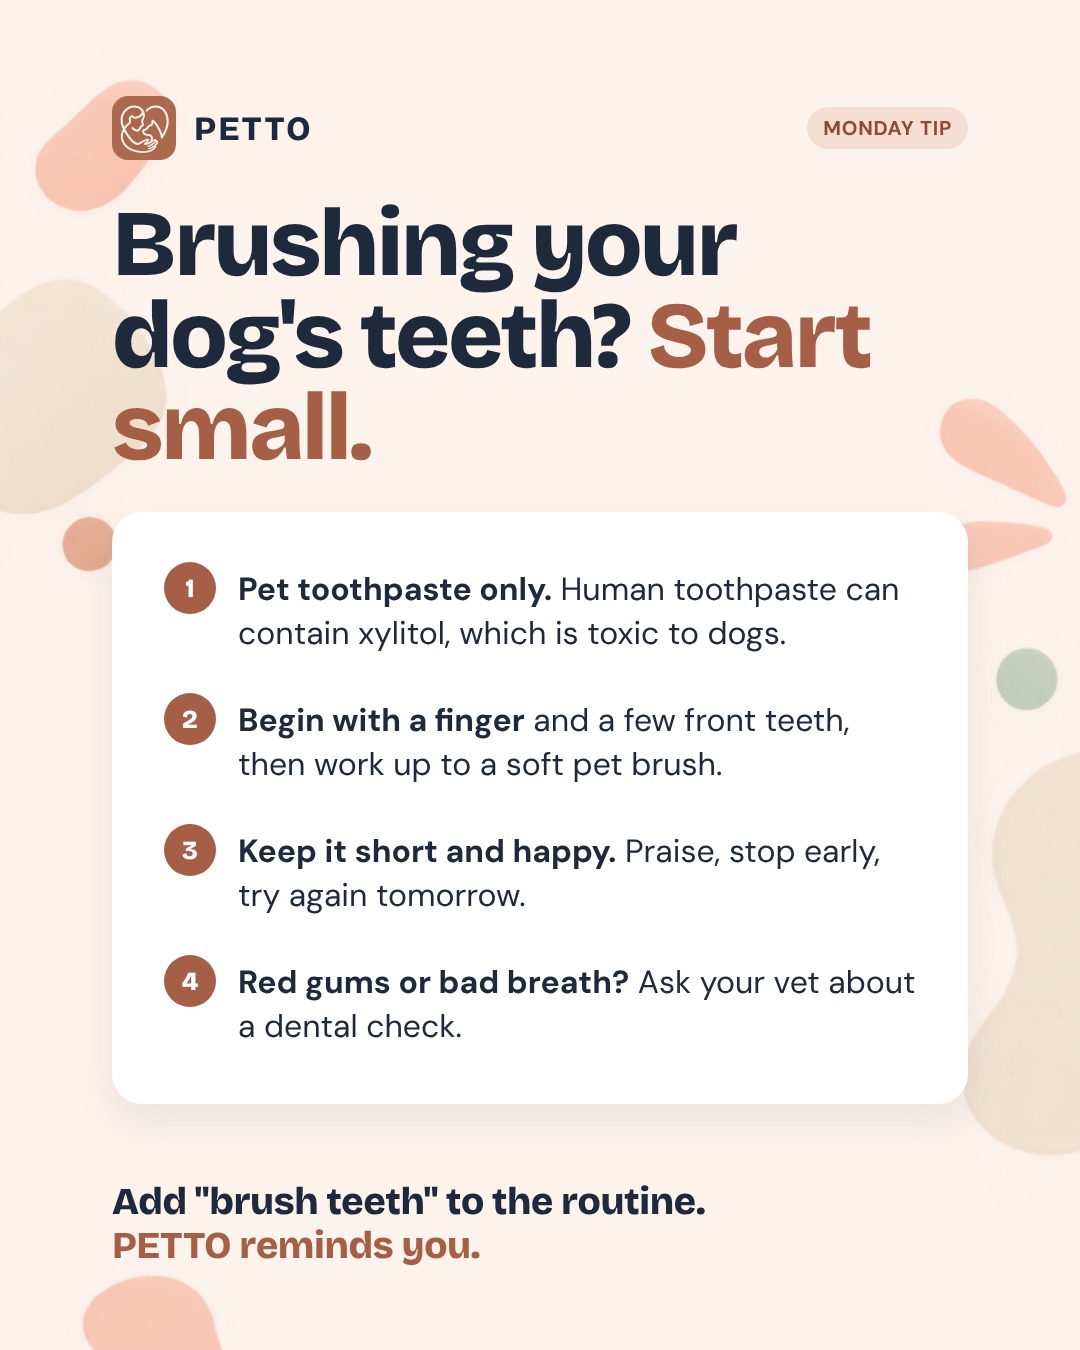 PETTO
MONDAY TIP
Brushing your
dog's teeth? Start
small.
1
Pet toothpaste only. Human toothpaste can
contain xylitol, which is toxic to dogs.
2
Begin with a finger and a few front teeth,
then work up to a soft pet brush.
3
Keep it short and happy. Praise, stop early,
try again tomorrow.
4
Red gums or bad breath? Ask your vet about
a dental check.
Add "brush teeth" to the routine.
PETTO reminds you.